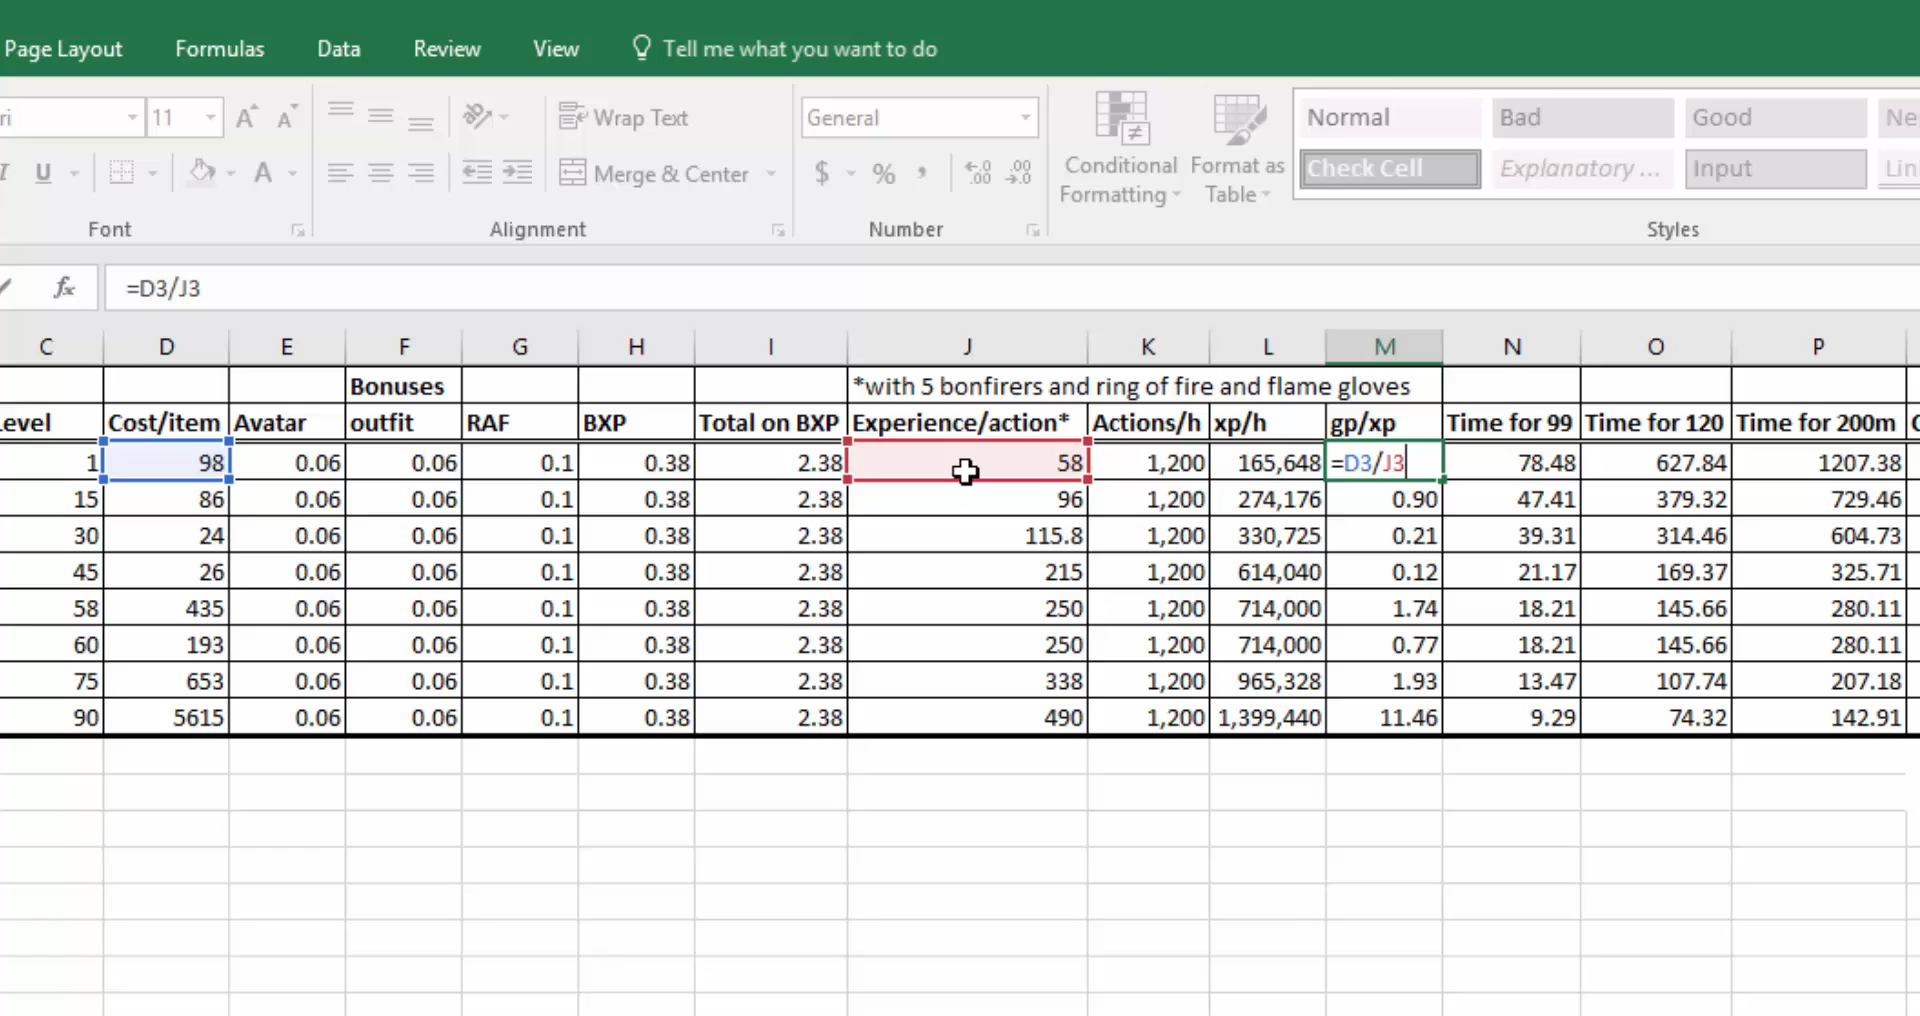 Page Layout Formulas Data Review View Tell me what you want to do
ri 11 A A Wrap Text General Conditional Format as Normal Bad Good Ne
I U A Merge & Center $ % , .0 .00 .00 .0 Formatting Table Check Cell Explanatory ... Input Lin
Font Alignment Number Styles
fx =D3/J3
C D E F G H I J K L M N O P
Bonuses *with 5 bonfirers and ring of fire and flame gloves
Level Cost/item Avatar outfit RAF BXP Total on BXP Experience/action* Actions/h xp/h gp/xp Time for 99 Time for 120 Time for 200m
1 98 0.06 0.06 0.1 0.38 2.38 58 1,200 165,648 =D3/J3 78.48 627.84 1207.38
15 86 0.06 0.06 0.1 0.38 2.38 96 1,200 274,176 0.90 47.41 379.32 729.46
30 24 0.06 0.06 0.1 0.38 2.38 115.8 1,200 330,725 0.21 39.31 314.46 604.73
45 26 0.06 0.06 0.1 0.38 2.38 215 1,200 614,040 0.12 21.17 169.37 325.71
58 435 0.06 0.06 0.1 0.38 2.38 250 1,200 714,000 1.74 18.21 145.66 280.11
60 193 0.06 0.06 0.1 0.38 2.38 250 1,200 714,000 0.77 18.21 145.66 280.11
75 653 0.06 0.06 0.1 0.38 2.38 338 1,200 965,328 1.93 13.47 107.74 207.18
90 5615 0.06 0.06 0.1 0.38 2.38 490 1,200 1,399,440 11.46 9.29 74.32 142.91